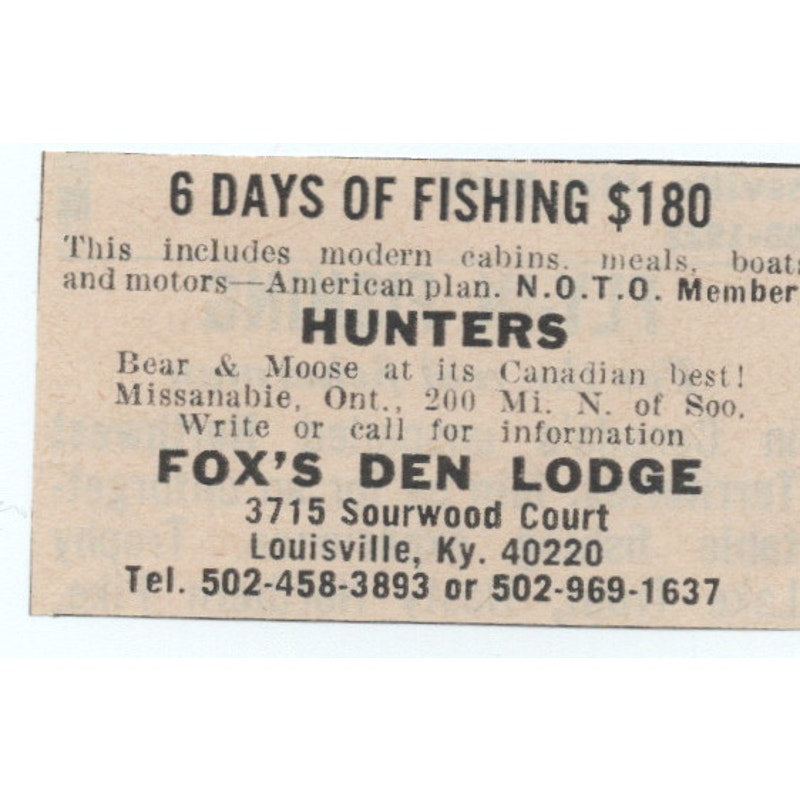 6 DAYS OF FISHING $180
This includes modern cabins, meals, boats
and motors—American plan. N.O.T.O. Member
HUNTERS
Bear & Moose at its Canadian best!
Missanabie, Ont., 200 Mi. N. of Soo.
Write or call for information
FOX'S DEN LODGE
3715 Sourwood Court
Louisville, Ky. 40220
Tel. 502-458-3893 or 502-969-1637